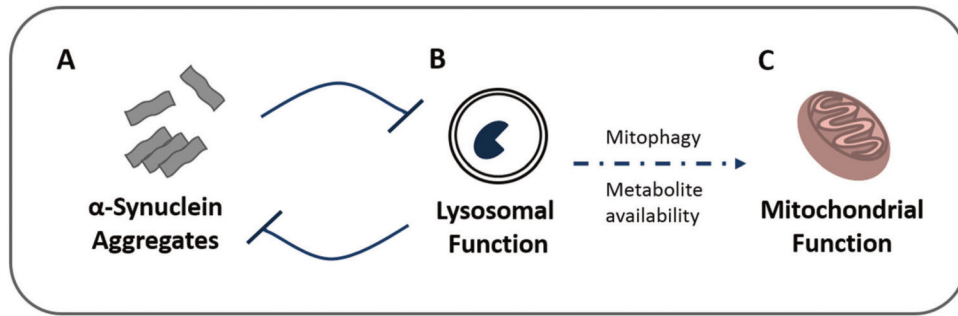 A
B
C
Mitophagy
Metabolite
availability
α-Synuclein
Aggregates
Lysosomal
Function
Mitochondrial
Function